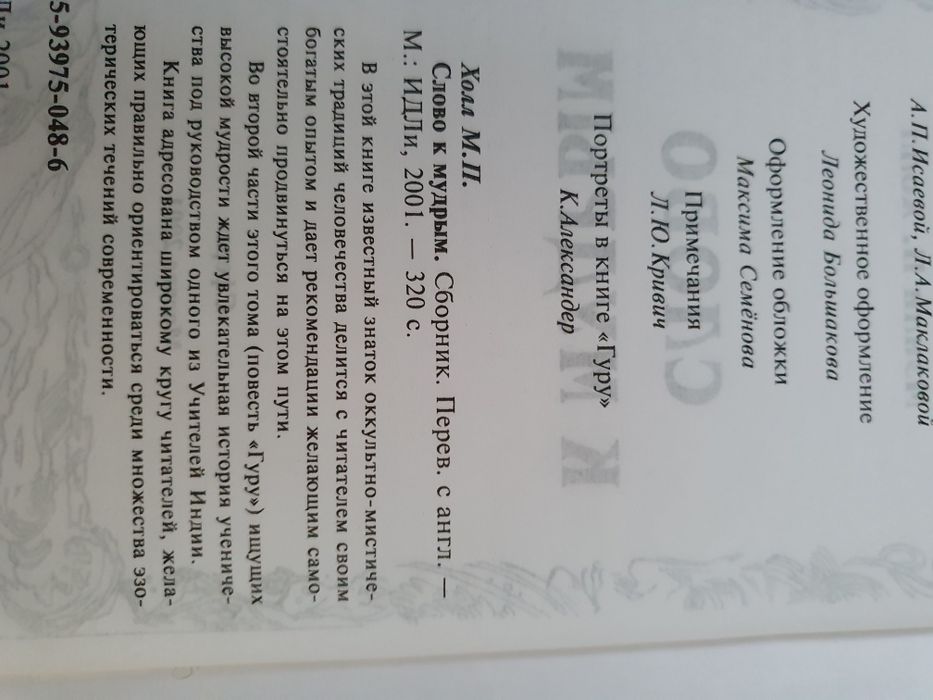 А.П.Исаевой, Л.А.Маклаковой
Художественное оформление
Леонида Большакова
Оформление обложки
Максима Семёнова
Примечания
Л.Ю.Кривич
Портреты в книге «Гуру»
К.Александер
Холл М.П.
Слово к мудрым. Сборник. Перев. с англ. —
М.: ИДЛи, 2001. — 320 с.
В этой книге известный знаток оккультно-мистиче-
ских традиций человечества делится с читателем своим
богатым опытом и дает рекомендации желающим само-
стоятельно продвинуться на этом пути.
Во второй части этого тома (повесть «Гуру») ищущих
высокой мудрости ждет увлекательная история учениче-
ства под руководством одного из Учителей Индии.
Книга адресована широкому кругу читателей, жела-
ющих правильно ориентироваться среди множества эзо-
терических течений современности.
5-93975-048-6
2001